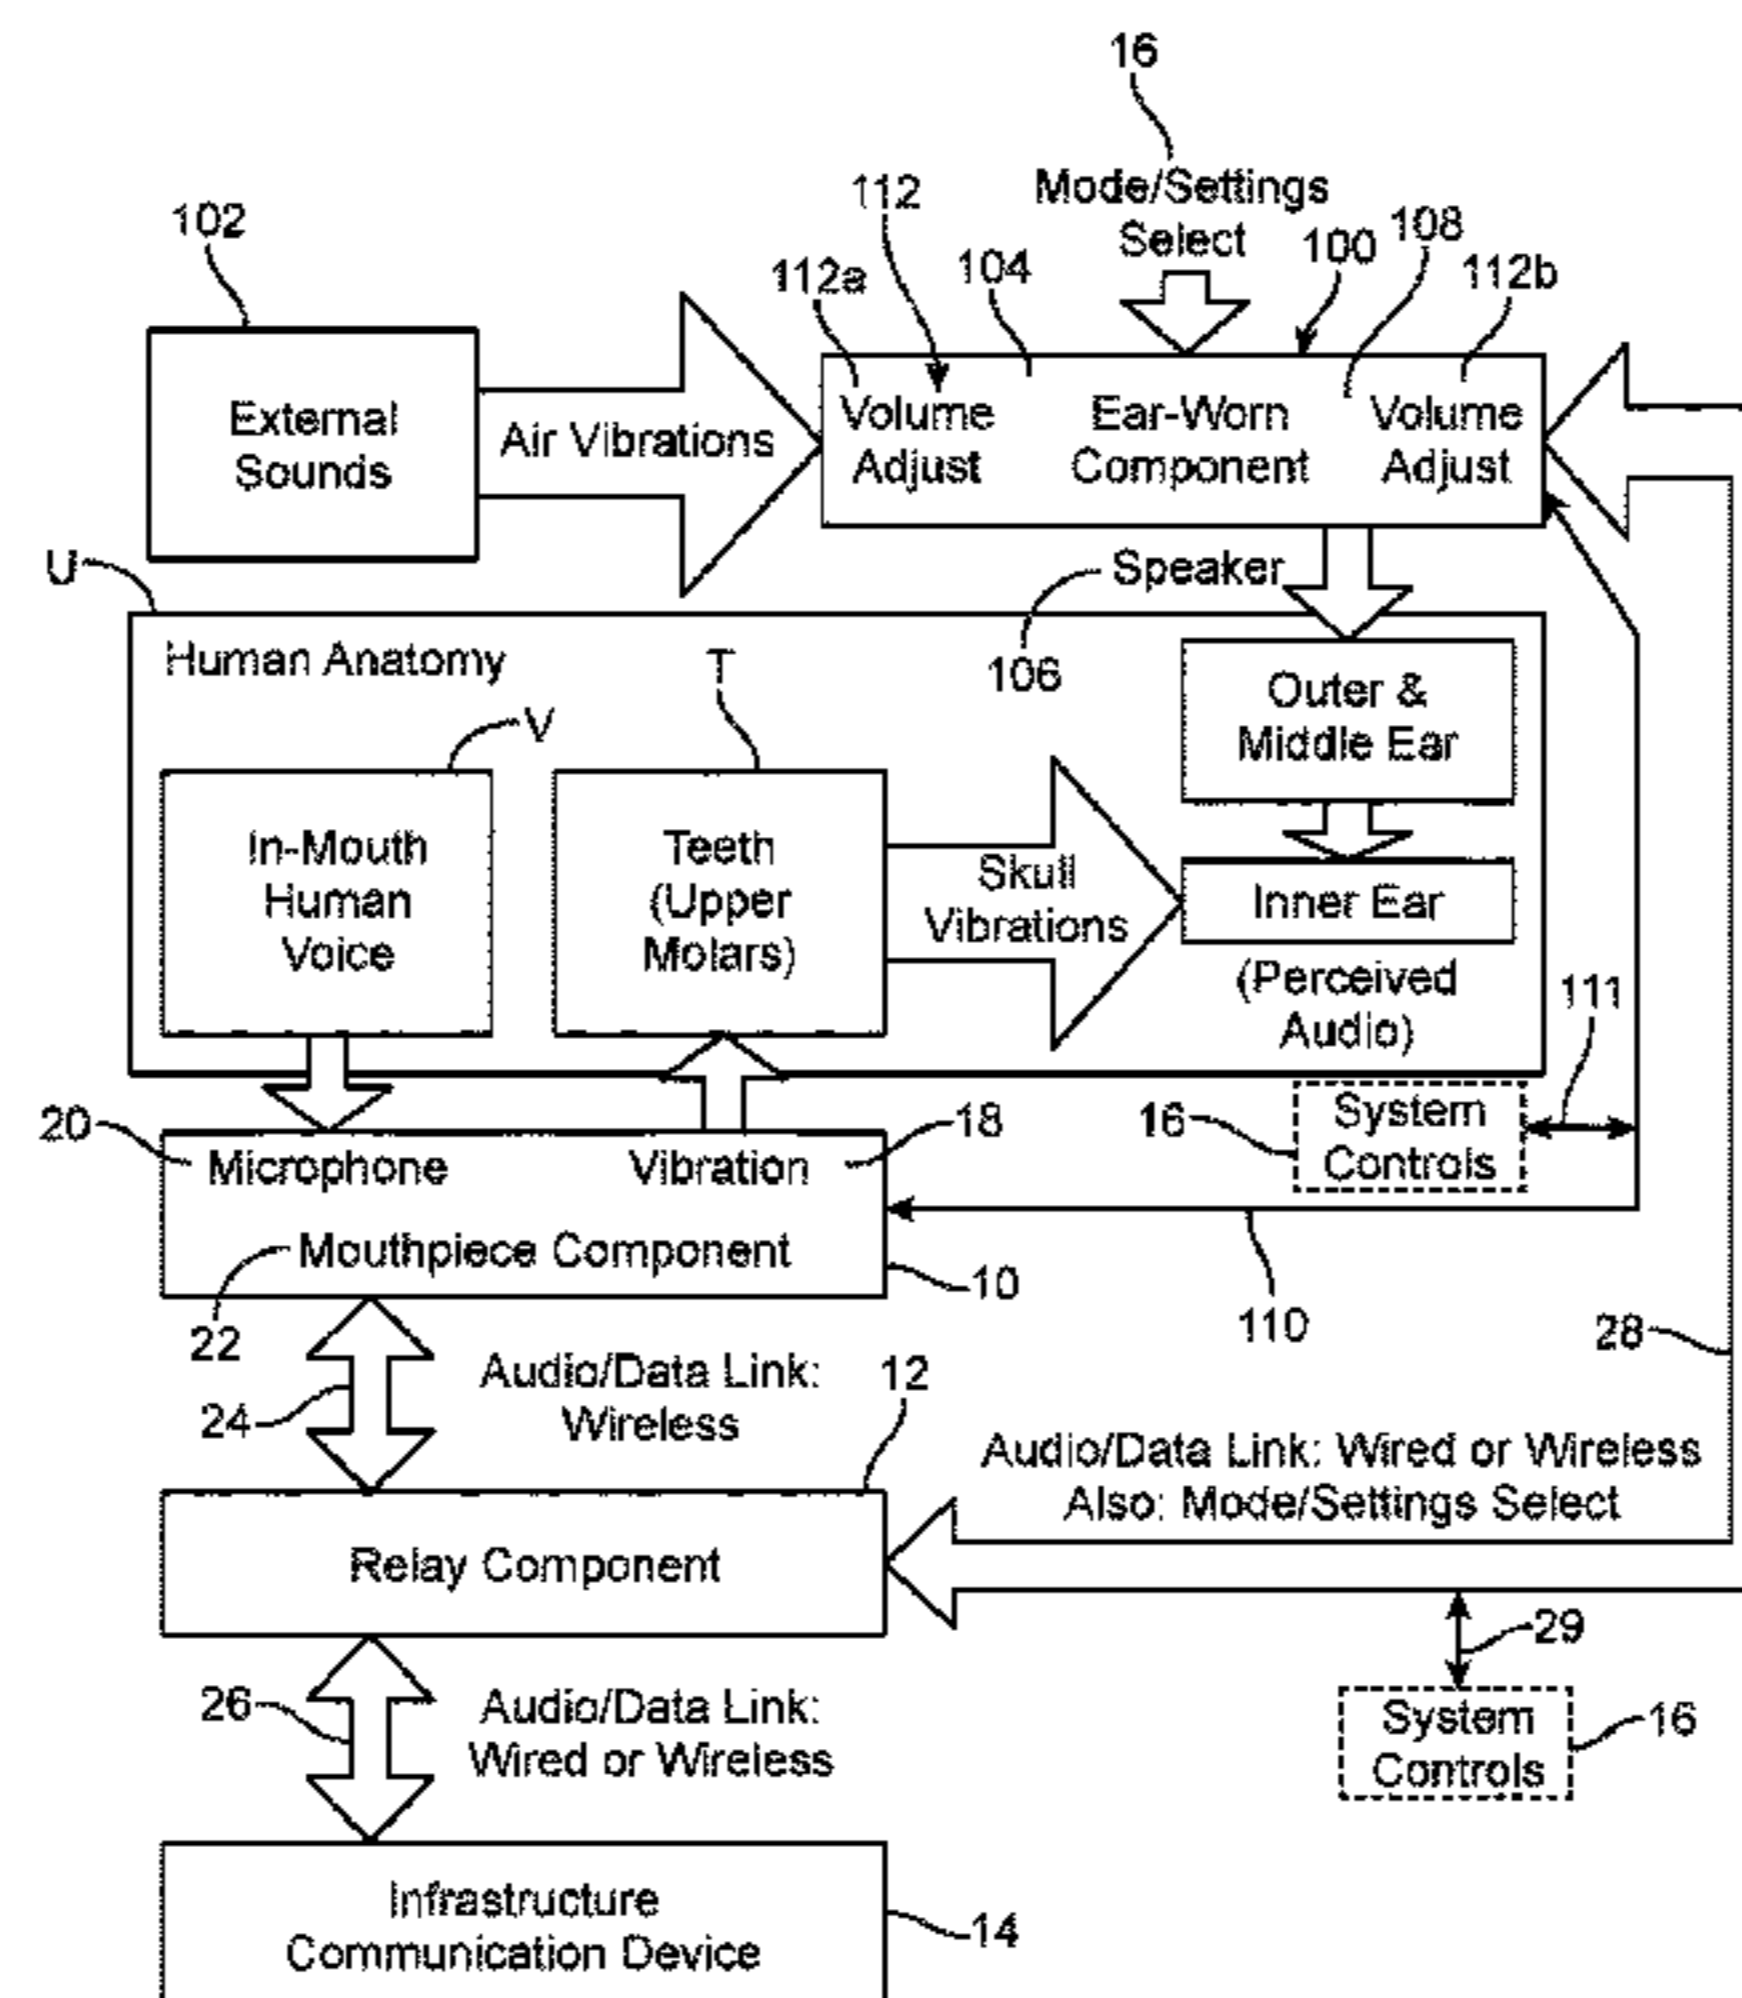 16
Mode/Settings
Select
112
108
102
112a
104
100
112b
External
Sounds
Air Vibrations
Volume
Adjust
Ear-Worn
Component
Volume
Adjust
U
Speaker
106
Human Anatomy
T
V
Outer &
Middle Ear
In-Mouth
Human
Voice
Teeth
(Upper
Molars)
Skull
Vibrations
Inner Ear
(Perceived
Audio)
111
20
Microphone
Vibration
18
16
System
Controls
22
Mouthpiece Component
10
110
28
24
Audio/Data Link:
Wireless
12
Audio/Data Link: Wired or Wireless
Also: Mode/Settings Select
Relay Component
29
26
Audio/Data Link:
Wired or Wireless
System
Controls
16
Infrastructure
Communication Device
14